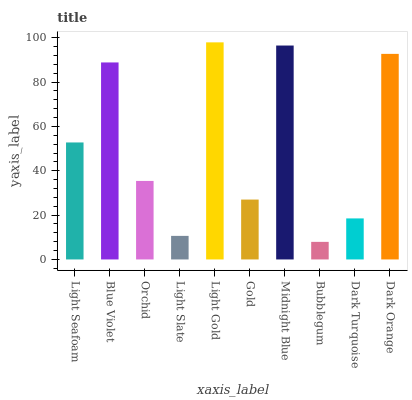 title
yaxis_label
100
80
60
40
20
0
Light Seafoam
Blue Violet
Orchid
Light Slate
Light Gold
Gold
Midnight Blue
Bubblegum
Dark Turquoise
Dark Orange
xaxis_label